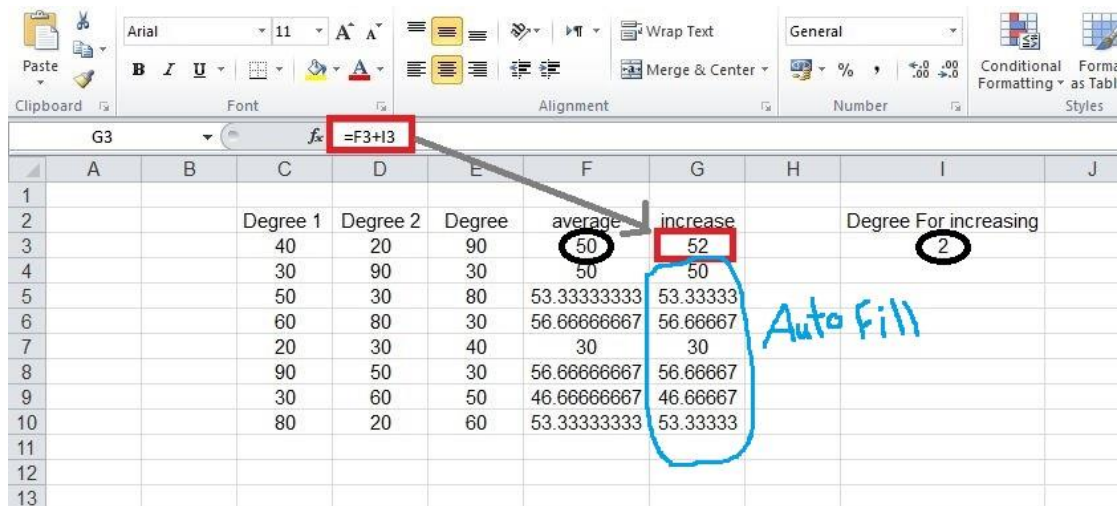 Arial 11 A A Wrap Text General
Paste B I U A Merge & Center % , .0 .00 .00 .0 Conditional Formatting as Tabl
Clipboard Font Alignment Number Styles
G3 fx =F3+I3
A B C D E F G H I J
1
2 Degree 1 Degree 2 Degree average increase Degree For increasing
3 40 20 90 50 52 2
4 30 90 30 50 50
5 50 30 80 53.33333333 53.33333
6 60 80 30 56.66666667 56.66667
7 20 30 40 30 30
Auto Fill
8 90 50 30 56.66666667 56.66667
9 30 60 50 46.66666667 46.66667
10 80 20 60 53.33333333 53.33333
11
12
13